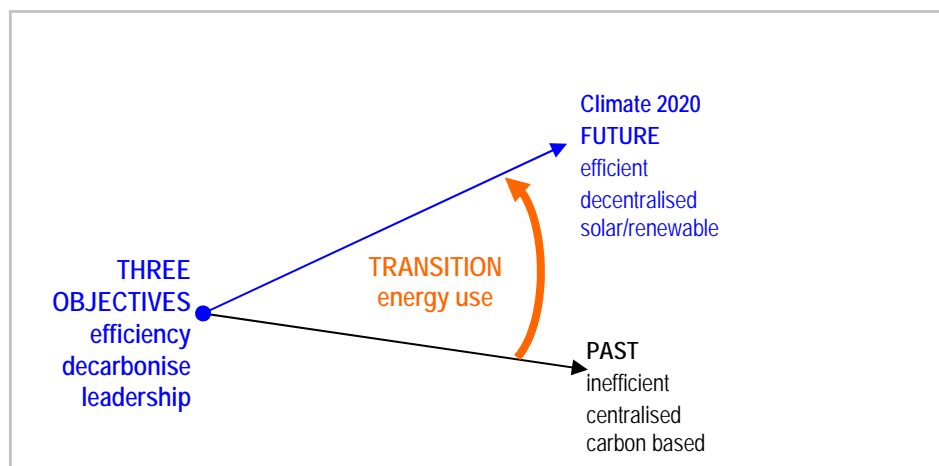 Climate 2020
FUTURE
efficient
decentralised
solar/renewable
TRANSITION
energy use
THREE
OBJECTIVES
efficiency
decarbonise
leadership
PAST
inefficient
centralised
carbon based